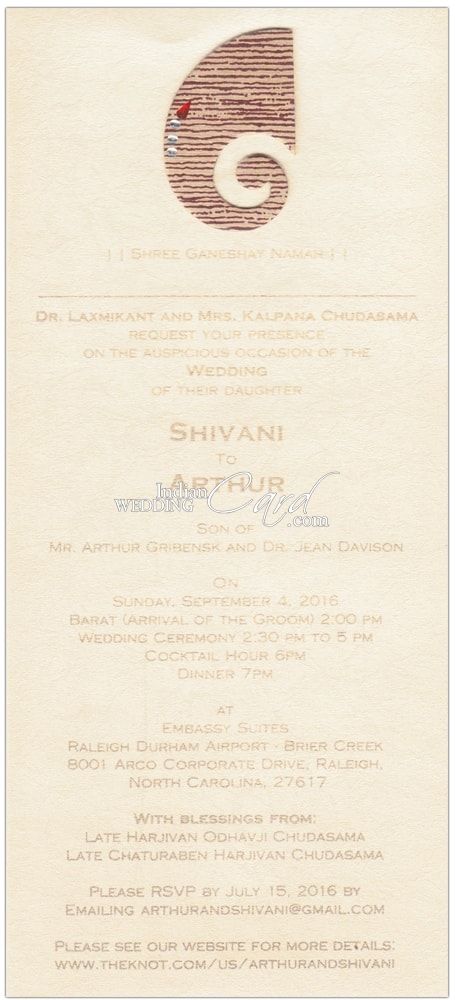 | | Shree Ganeshay Namah | |
Dr. Laxmikant and Mrs. Kalpana Chudasama
request your presence
on the auspicious occasion of the
Wedding
of their daughter
Shivani
To
Arthur
Indian
WEDDING Card.com
Son of
Mr. Arthur Gribensk and Dr. Jean Davison
On
Sunday, September 4, 2016
Barat (Arrival of the Groom) 2:00 pm
Wedding Ceremony 2:30 pm to 5 pm
Cocktail Hour 6pm
Dinner 7pm
at
Embassy Suites
Raleigh Durham Airport - Brier Creek
8001 Arco Corporate Drive, Raleigh,
North Carolina, 27617
With blessings from:
Late Harjivan Odhavji Chudasama
Late Chaturaben Harjivan Chudasama
Please RSVP by July 15, 2016 by
Emailing arthurandshivani@gmail.com
Please see our website for more details:
www.theknot.com/us/arthurandshivani